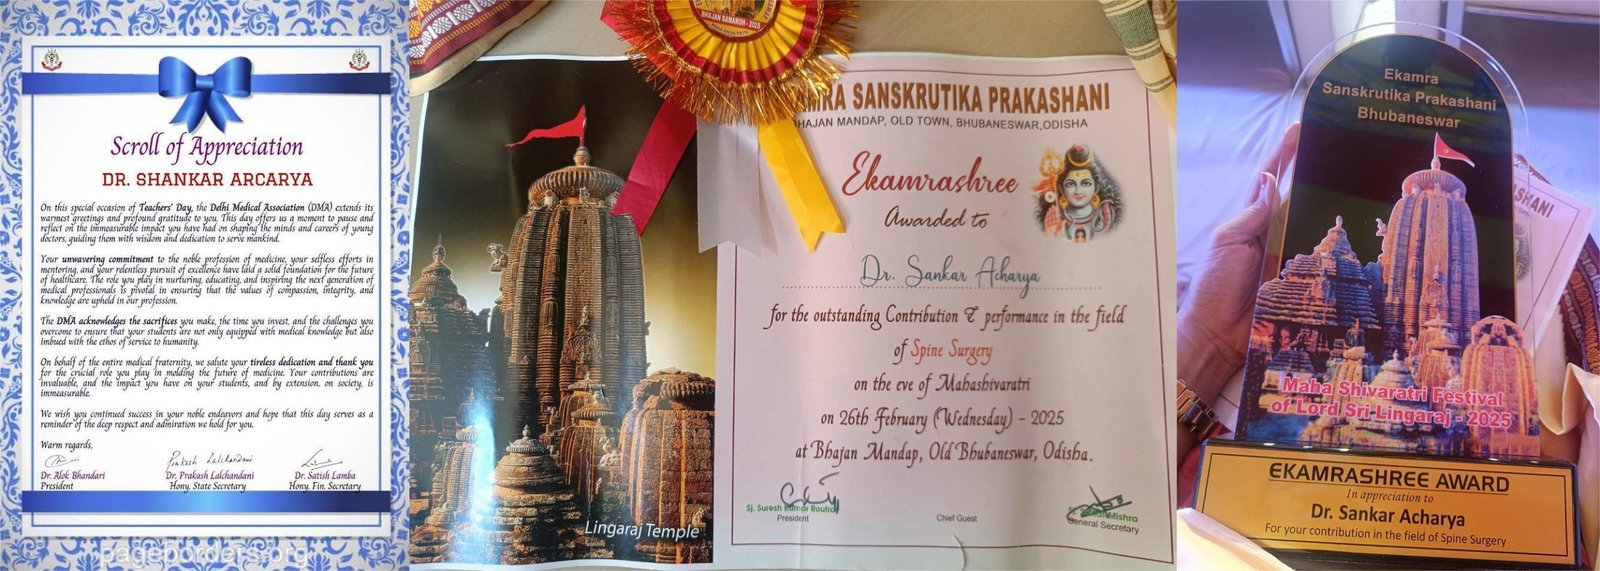 Scroll of Appreciation
DR. SHANKAR ARCARYA
On this special occasion of Teachers' Day, the Delhi Medical Association (DMA) extends its
warmest greetings and profound gratitude to you. This day offers us a moment to pause and
reflect on the immeasurable impact you have had on shaping the minds and careers of young
doctors, guiding them with wisdom and dedication to serve mankind.
Your unwavering commitment to the noble profession of medicine, your selfless efforts in
mentoring, and your relentless pursuit of excellence have laid a solid foundation for the future
of healthcare. The role you play in nurturing, educating, and inspiring the next generation of
medical professionals is pivotal in ensuring that the values of compassion, integrity, and
knowledge are upheld in our profession.
The DMA acknowledges the sacrifices you make, the time you invest, and the challenges you
overcome to ensure that your students are not only equipped with medical knowledge but also
imbued with the ethos of service to humanity.
On behalf of the entire medical fraternity, we salute your tireless dedication and thank you
for the crucial role you play in molding the future of medicine. Your contributions are
invaluable, and the impact you have on your students, and by extension, on society, is
immeasurable.
We wish you continued success in your noble endeavors and hope that this day serves as a
reminder of the deep respect and admiration we hold for you.
Warm regards,
Prakash Lalchandani
Dr. Alok Bhandari
President
Dr. Prakash Lalchandani
Hony. State Secretary
Dr. Satish Lamba
Hony. Fin. Secretary
pageborders.org
BHAJAN SAMAROH - 2025
MRA SANSKRUTIKA PRAKASHANI
HAJAN MANDAP, OLD TOWN, BHUBANESWAR, ODISHA
Ekamrashree
Awarded to
Dr. Sankar Acharya
for the outstanding Contribution & performance in the field
of Spine Surgery
on the eve of Mahashivaratri
on 26th February (Wednesday) - 2025
at Bhajan Mandap, Old Bhubaneswar, Odisha.
Sj. Suresh Kumar Routray
President
Chief Guest
Mishra
General Secretary
Lingaraj Temple
Ekamra
Sanskrutika Prakashani
Bhubaneswar
Maha Shivaratri Festival
of Lord Sri Lingaraj - 2025
EKAMRASHREE AWARD
In appreciation to
Dr. Sankar Acharya
For your contribution in the field of Spine Surgery